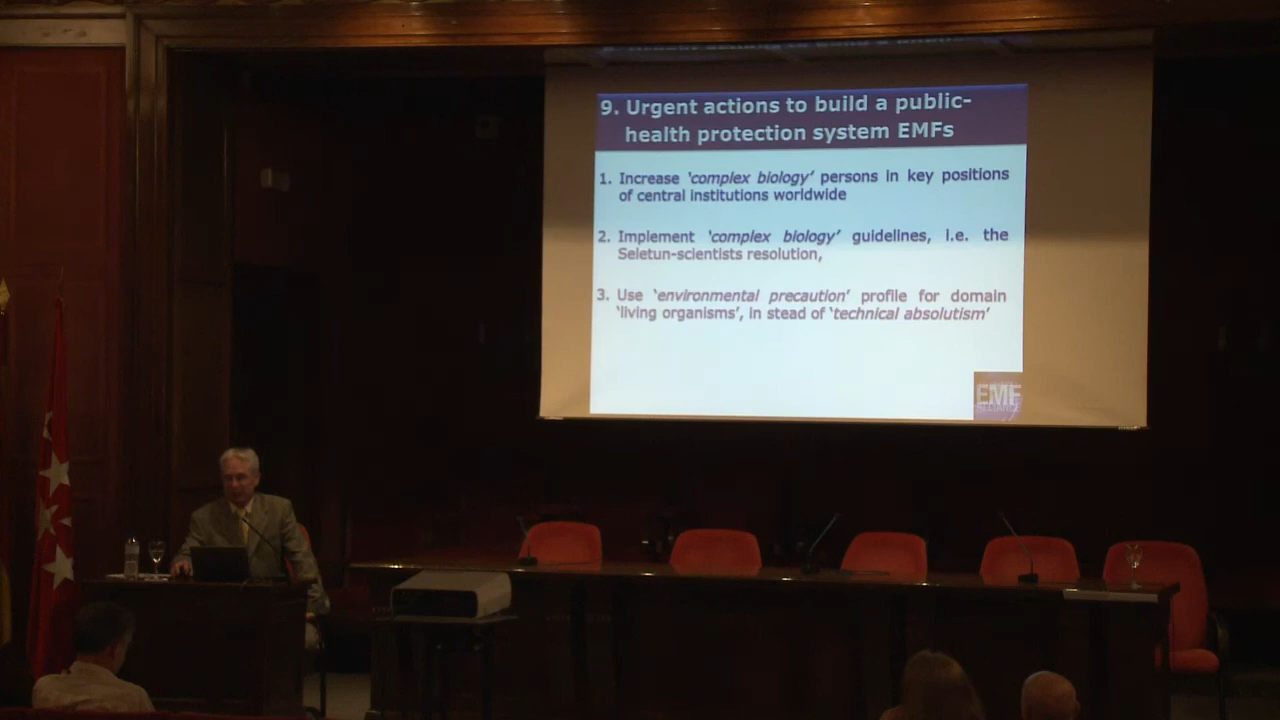 9. Urgent actions to build a public-
health protection system EMFs
1. Increase ‘complex biology’ persons in key positions
of central institutions worldwide
2. Implement ‘complex biology’ guidelines, i.e. the
Seletun-scientists resolution,
3. Use ‘environmental precaution’ profile for domain
‘living organisms’, in stead of ‘technical absolutism’
EMF
ALLIANCE